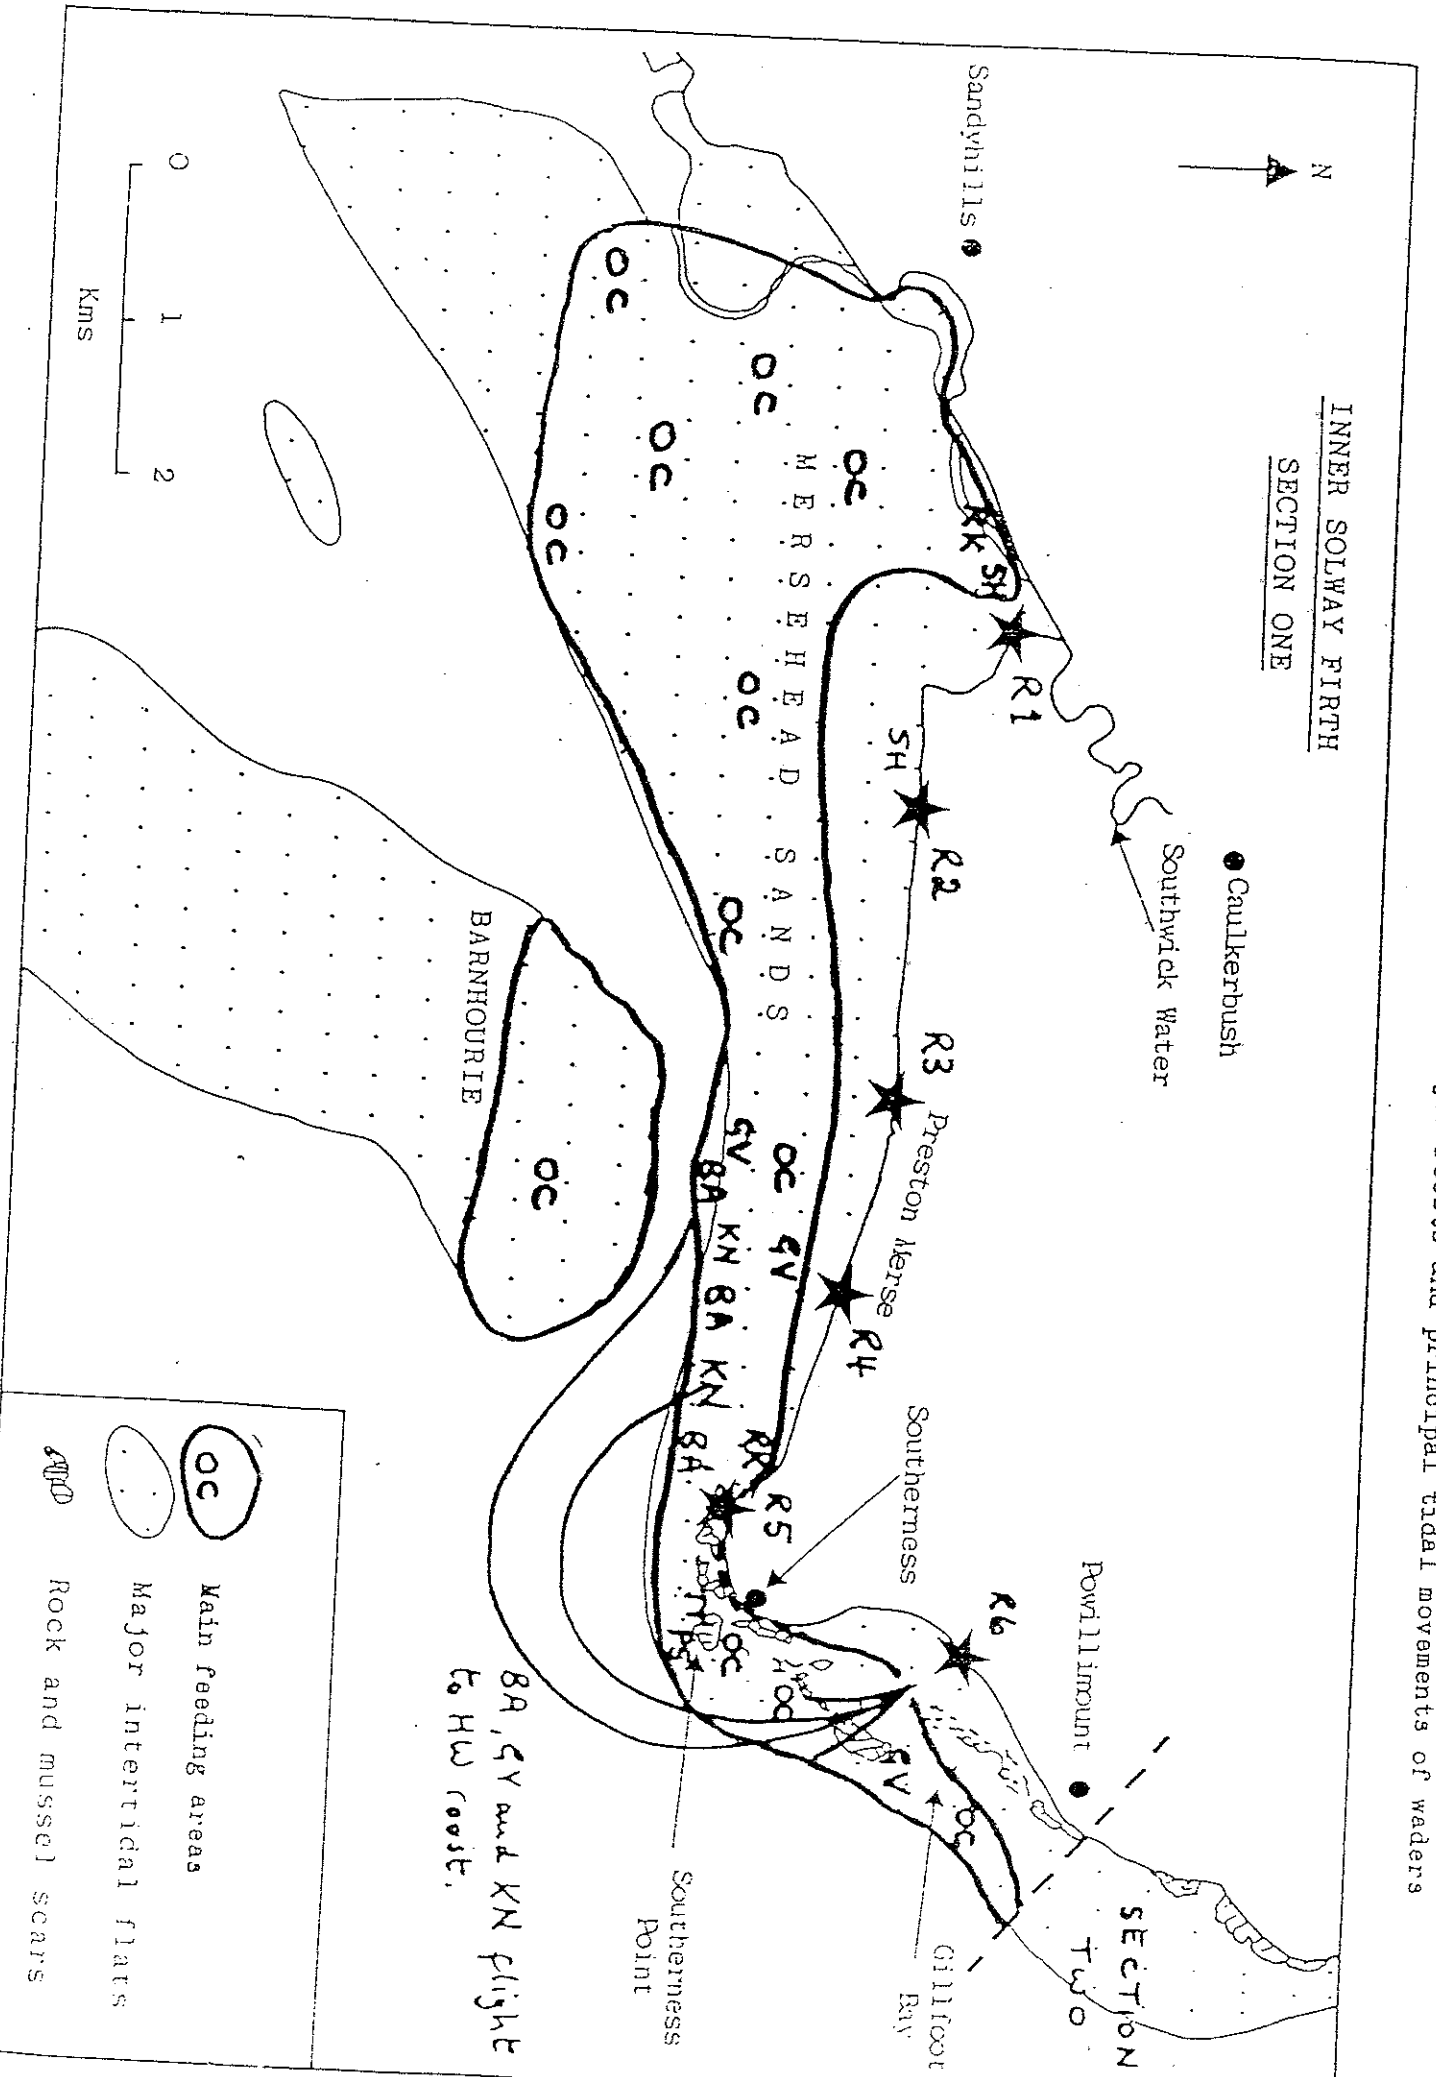 and principal tidal movements of waders
INNER SOLWAY FIRTH
SECTION ONE
N
Sandyhills
Caulkerbush
Southwick Water
Preston Merse
Southerness
Powillimount
SECTION
TWO
Gillfoot
Bay
Southerness
Point
MERSEHEAD SANDS
BARNHOURIE
R1
R2
R3
R4
R5
R6
RK
SH
SH
OC
OC
OC
OC
OC
OC
OC
OC
GV
OC
GV
BA
KN
BA
KN
BA
RK
OC
OC
GV
OC
PS
BA, GV and KN flight
to HW roost.
0
1
2
Kms
OC
Main feeding areas
Major intertidal flats
Rock and mussel scars